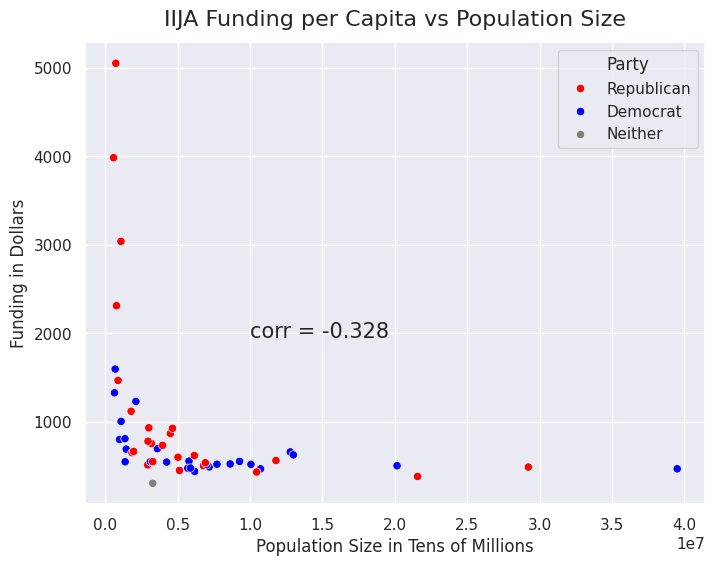 IIJA Funding per Capita vs Population Size
Party
Republican
Democrat
Neither
corr = -0.328
Funding in Dollars
5000
4000
3000
2000
1000
0.0 0.5 1.0 1.5 2.0 2.5 3.0 3.5 4.0
1e7
Population Size in Tens of Millions